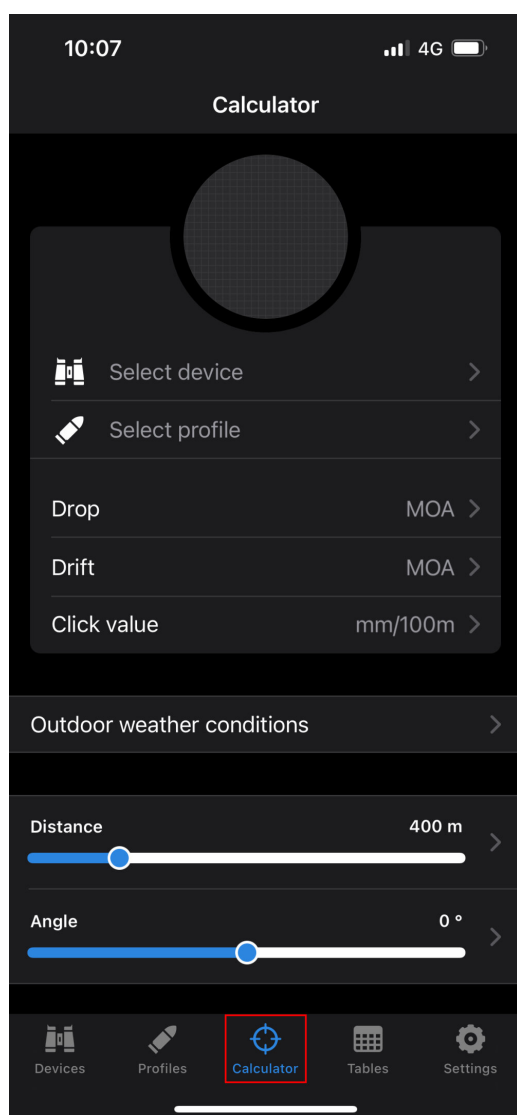 10:07 4G
Calculator
Select device
Select profile
Drop MOA
Drift MOA
Click value mm/100m
Outdoor weather conditions
Distance 400 m
Angle 0 °
Devices Profiles Calculator Tables Settings